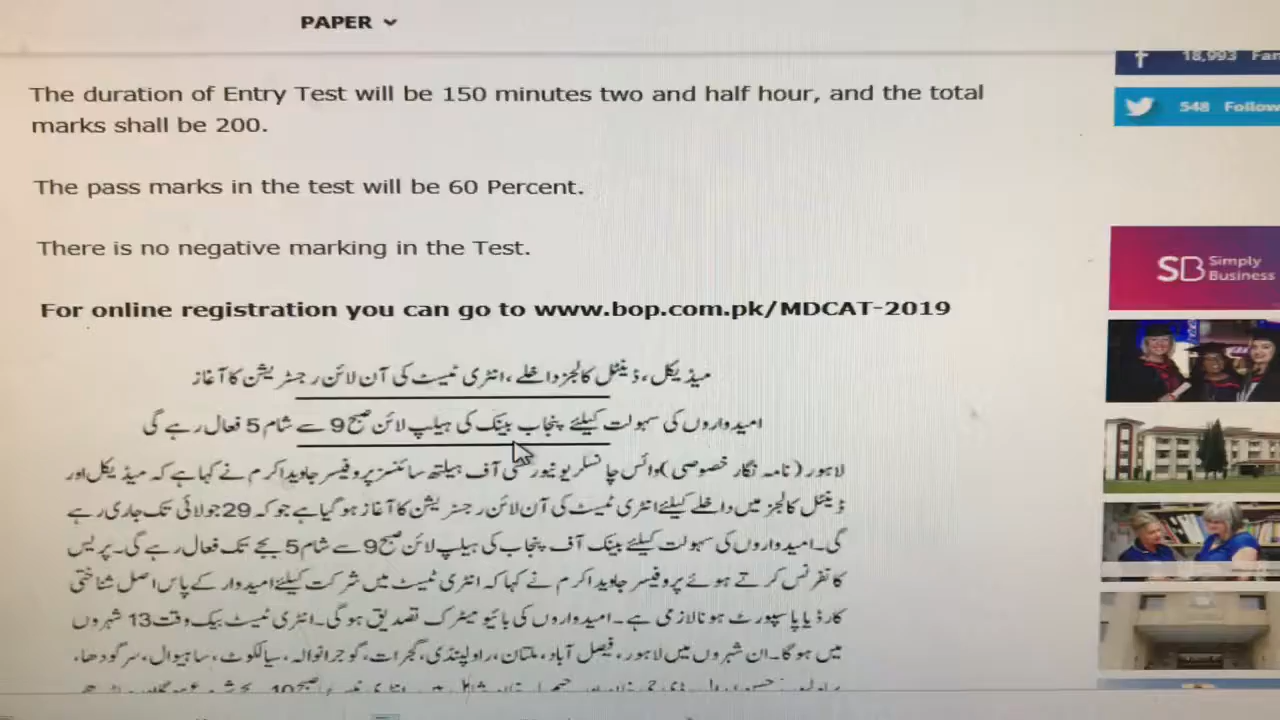 PAPER
18,993 Fan
The duration of Entry Test will be 150 minutes two and half hour, and the total
marks shall be 200.
548 Follow
The pass marks in the test will be 60 Percent.
There is no negative marking in the Test.
SB Simply
Business
For online registration you can go to www.bop.com.pk/MDCAT-2019
میڈیکل، ڈینٹل کالجز داخلے، انٹری ٹیسٹ کی آن لائن رجسٹریشن کا آغاز
امیدواروں کی سہولت کیلئے پنجاب بینک کی ہیلپ لائن صبح 9 سے شام 5 فعال رہے گی
لاہور (نامہ نگار خصوصی) وائس چانسلر یونیورسٹی آف ہیلتھ سائنسز پروفیسر جاوید اکرم نے کہا ہے کہ میڈیکل اور
ڈینٹل کالجز میں داخلے کیلئے انٹری ٹیسٹ کی آن لائن رجسٹریشن کا آغاز ہو گیا ہے جو کہ 29 جولائی تک جاری رہے
گی۔ امیدواروں کی سہولت کیلئے بینک آف پنجاب کی ہیلپ لائن صبح 9 سے شام 5 بجے تک فعال رہے گی۔ پریس
کانفرنس کرتے ہوئے پروفیسر جاوید اکرم نے کہا کہ انٹری ٹیسٹ میں شرکت کیلئے امیدوار کے پاس اصل شناختی
کارڈ یا پاسپورٹ ہونا لازمی ہے۔ امیدواروں کی بائیو میٹرک تصدیق ہوگی۔ انٹری ٹیسٹ بیک وقت 13 شہروں
میں ہوگا۔ ان شہروں میں لاہور، فیصل آباد، ملتان، راولپنڈی، گجرات، گوجرانوالہ، سیالکوٹ، ساہیوال، سرگودھا،